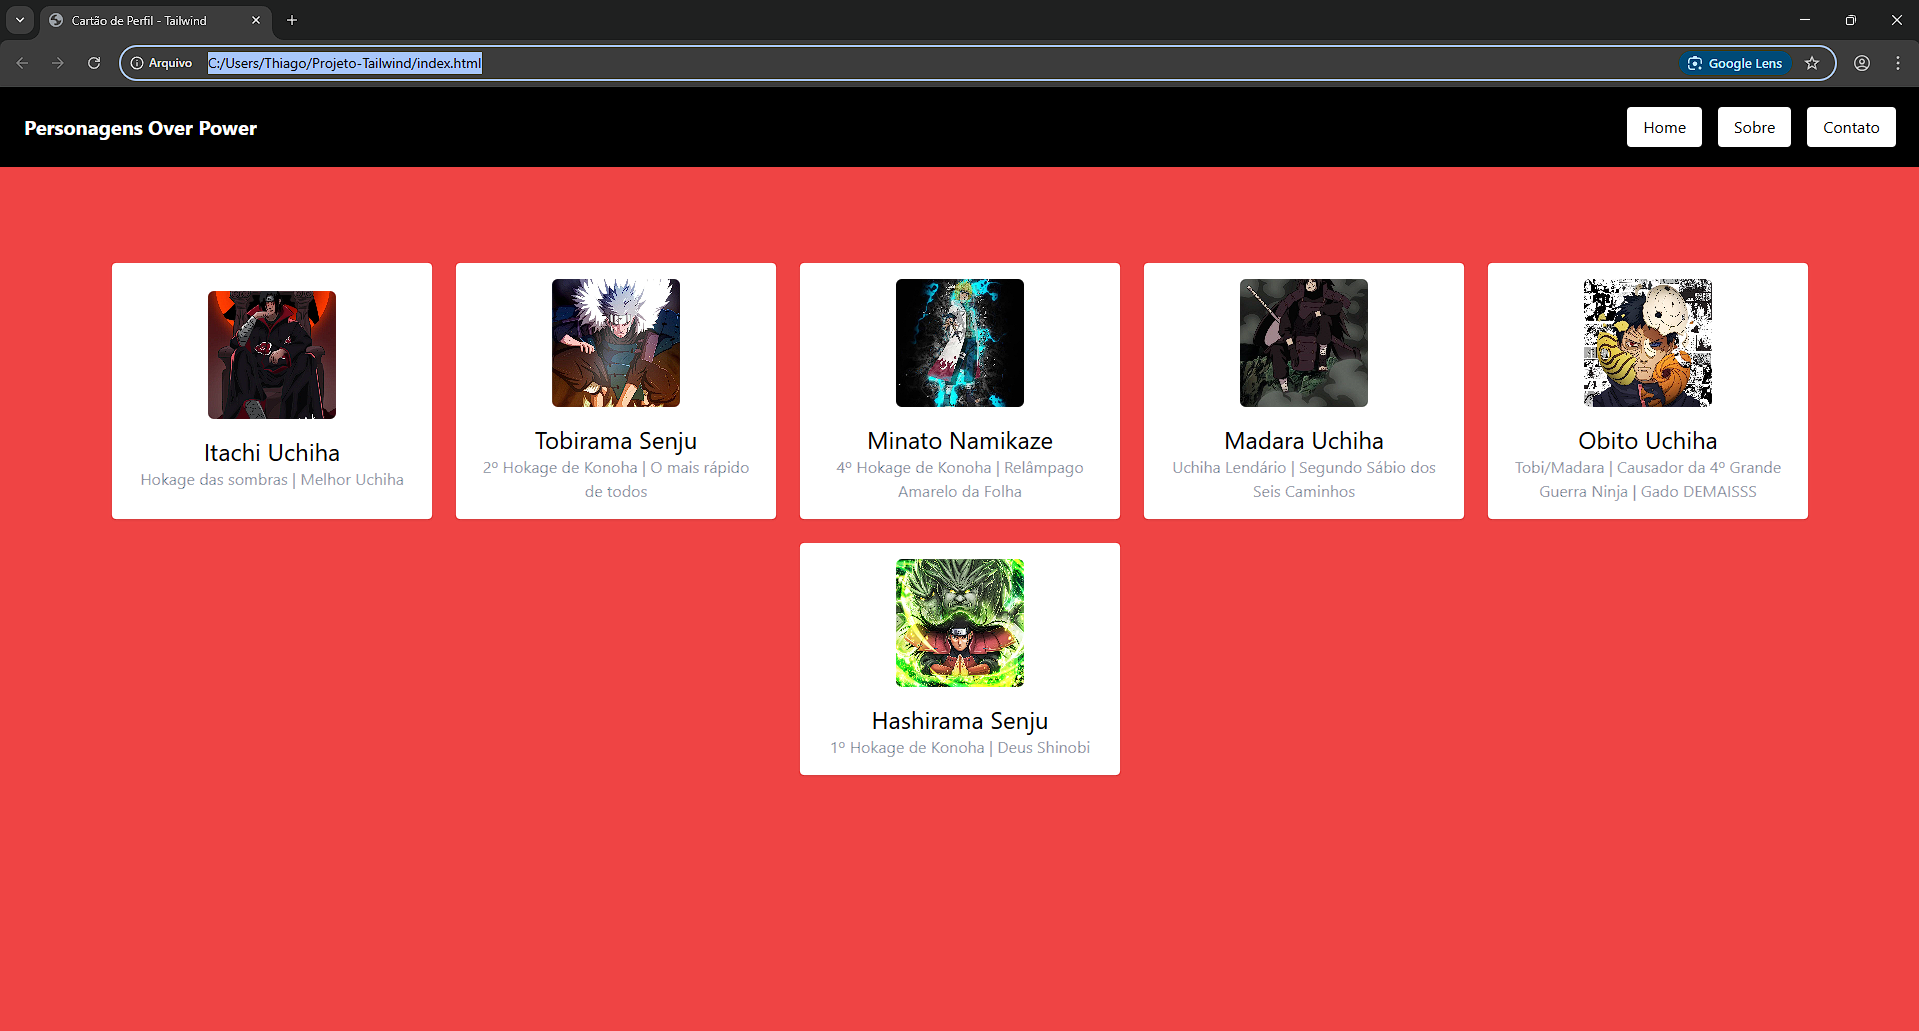 Cartão de Perfil - Tailwind
Arquivo C:/Users/Thiago/Projeto-Tailwind/index.html Google Lens
Personagens Over Power
Home Sobre Contato
Itachi Uchiha
Hokage das sombras | Melhor Uchiha
Tobirama Senju
2º Hokage de Konoha | O mais rápido
de todos
Minato Namikaze
4º Hokage de Konoha | Relâmpago
Amarelo da Folha
Madara Uchiha
Uchiha Lendário | Segundo Sábio dos
Seis Caminhos
Obito Uchiha
Tobi/Madara | Causador da 4º Grande
Guerra Ninja | Gado DEMAISSS
Hashirama Senju
1º Hokage de Konoha | Deus Shinobi